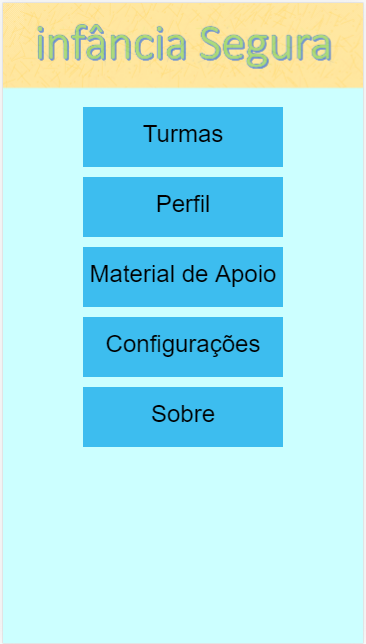 infância Segura
Turmas
Perfil
Material de Apoio
Configurações
Sobre